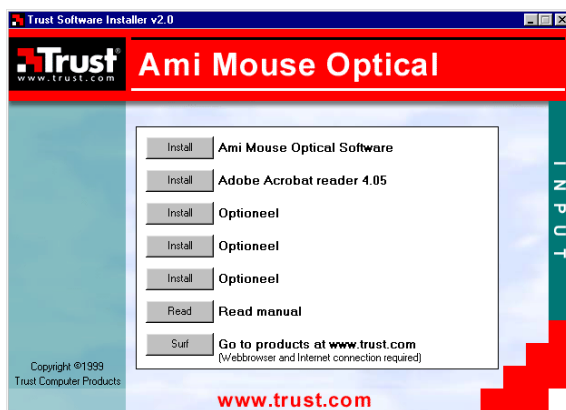 Trust Software Installer v2.0
Trust
www.trust.com
Ami Mouse Optical
Install Ami Mouse Optical Software
Install Adobe Acrobat reader 4.05
Install Optioneel
Install Optioneel
Install Optioneel
Read Read manual
Surf Go to products at www.trust.com
(Webbrowser and Internet connection required)
INPUT
Copyright ©1999
Trust Computer Products
www.trust.com